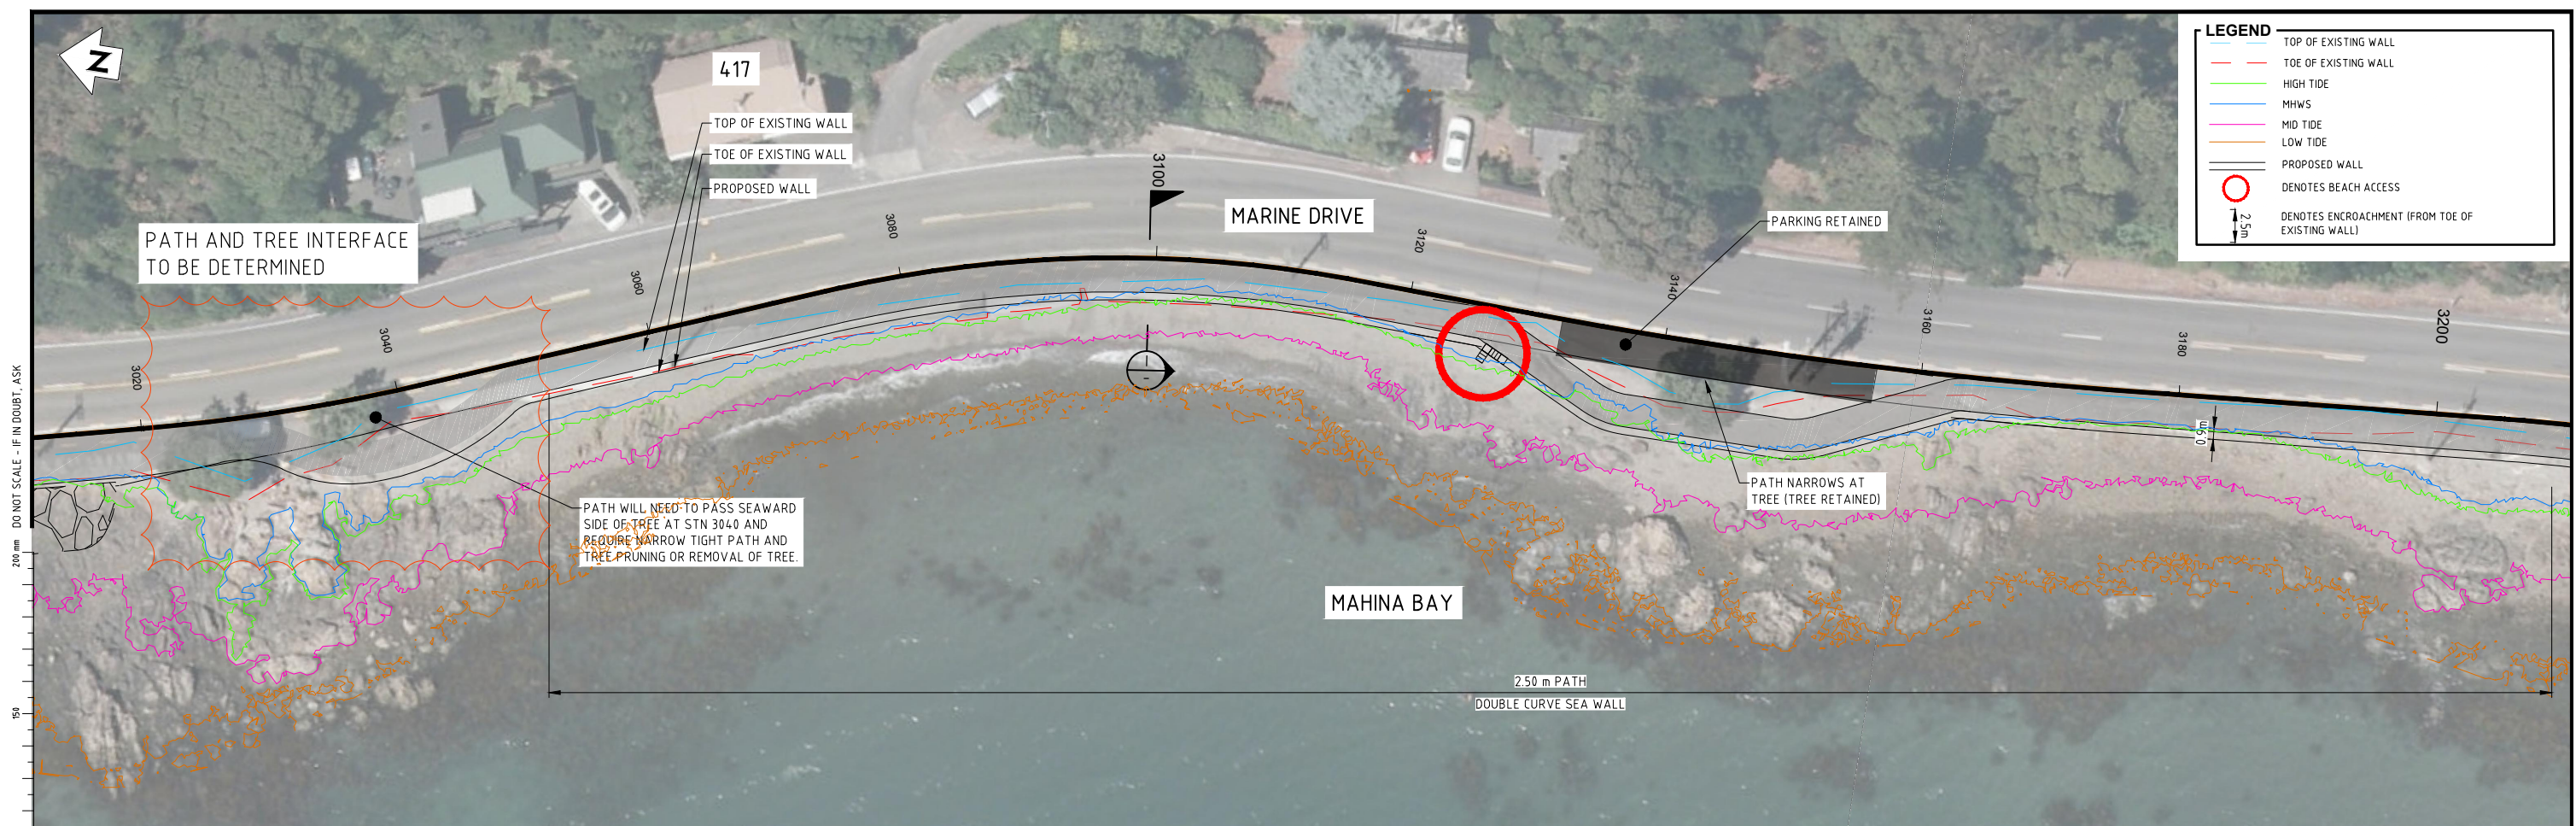 N
417
TOP OF EXISTING WALL
TOE OF EXISTING WALL
PROPOSED WALL
PATH AND TREE INTERFACE
TO BE DETERMINED
3020
3040
3060
3080
3100
3120
3140
3160
3180
3200
MARINE DRIVE
PARKING RETAINED
LEGEND
TOP OF EXISTING WALL
TOE OF EXISTING WALL
HIGH TIDE
MHWS
MID TIDE
LOW TIDE
PROPOSED WALL
DENOTES BEACH ACCESS
2.5m
DENOTES ENCROACHMENT (FROM TOE OF
EXISTING WALL)
0.9m
PATH NARROWS AT
TREE (TREE RETAINED)
PATH WILL NEED TO PASS SEAWARD
SIDE OF TREE AT STN 3040 AND
REQUIRE NARROW TIGHT PATH AND
TREE PRUNING OR REMOVAL OF TREE.
MAHINA BAY
2.50 m PATH
DOUBLE CURVE SEA WALL
DO NOT SCALE - IF IN DOUBT, ASK
200 mm
150